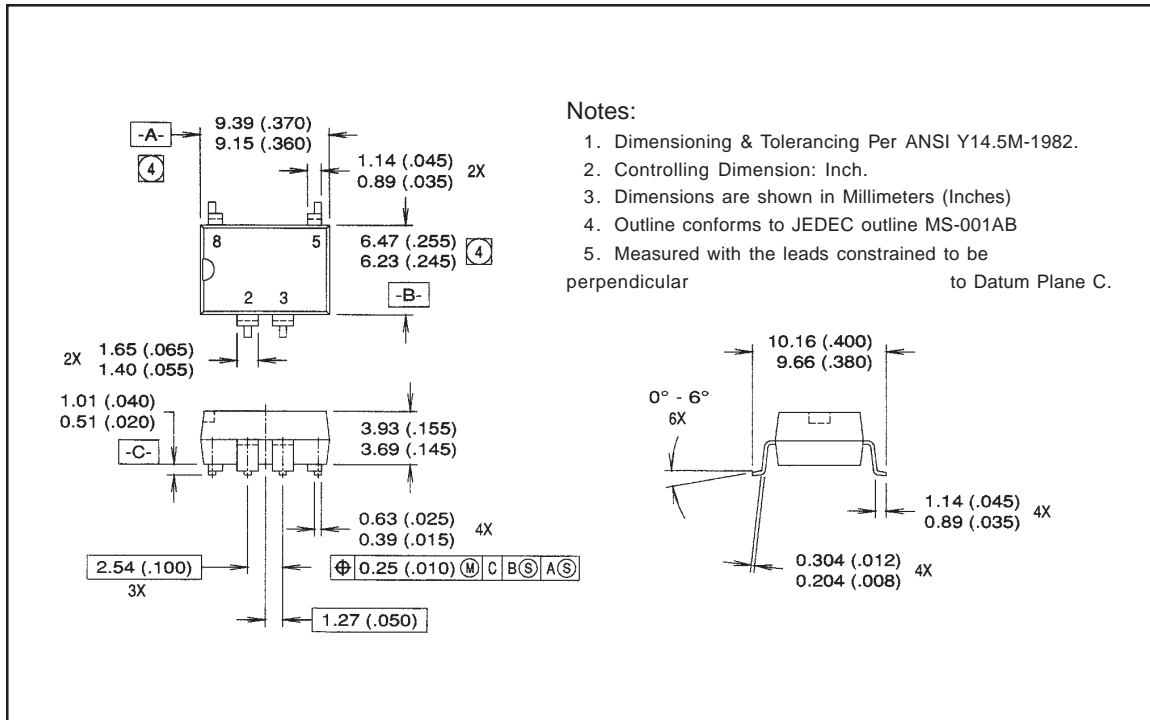 Notes:
1. Dimensioning & Tolerancing Per ANSI Y14.5M-1982.
2. Controlling Dimension: Inch.
3. Dimensions are shown in Millimeters (Inches)
4. Outline conforms to JEDEC outline MS-001AB
5. Measured with the leads constrained to be
perpendicular to Datum Plane C.
-A-
9.39 (.370)
9.15 (.360)
4
1.14 (.045)
0.89 (.035) 2X
8 5
6.47 (.255)
6.23 (.245) 4
2 3
-B-
2X 1.65 (.065)
1.40 (.055)
1.01 (.040)
0.51 (.020)
3.93 (.155)
3.69 (.145)
-C-
0.63 (.025)
0.39 (.015) 4X
2.54 (.100)
3X
⌖ 0.25 (.010) Ⓜ C B Ⓢ A Ⓢ
1.27 (.050)
10.16 (.400)
9.66 (.380)
0° - 6°
6X
1.14 (.045)
0.89 (.035) 4X
0.304 (.012)
0.204 (.008) 4X